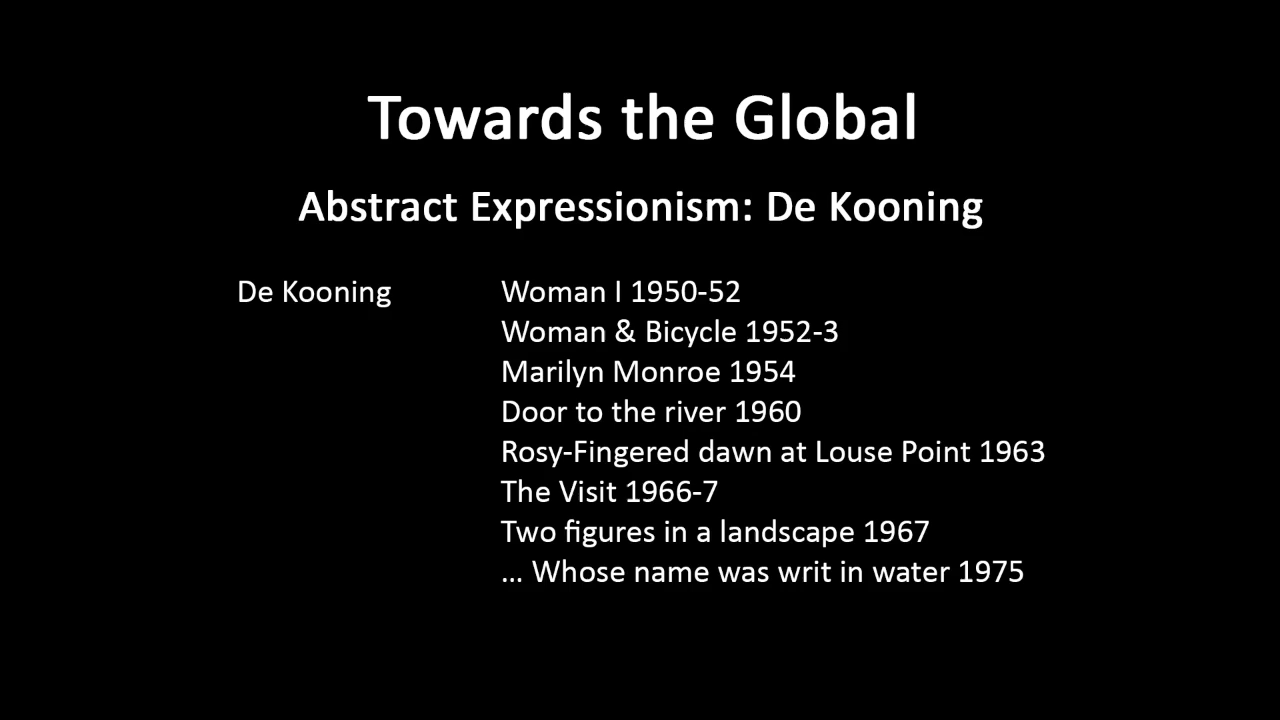 Towards the Global
Abstract Expressionism: De Kooning
De Kooning Woman I 1950-52
Woman & Bicycle 1952-3
Marilyn Monroe 1954
Door to the river 1960
Rosy-Fingered dawn at Louse Point 1963
The Visit 1966-7
Two figures in a landscape 1967
... Whose name was writ in water 1975